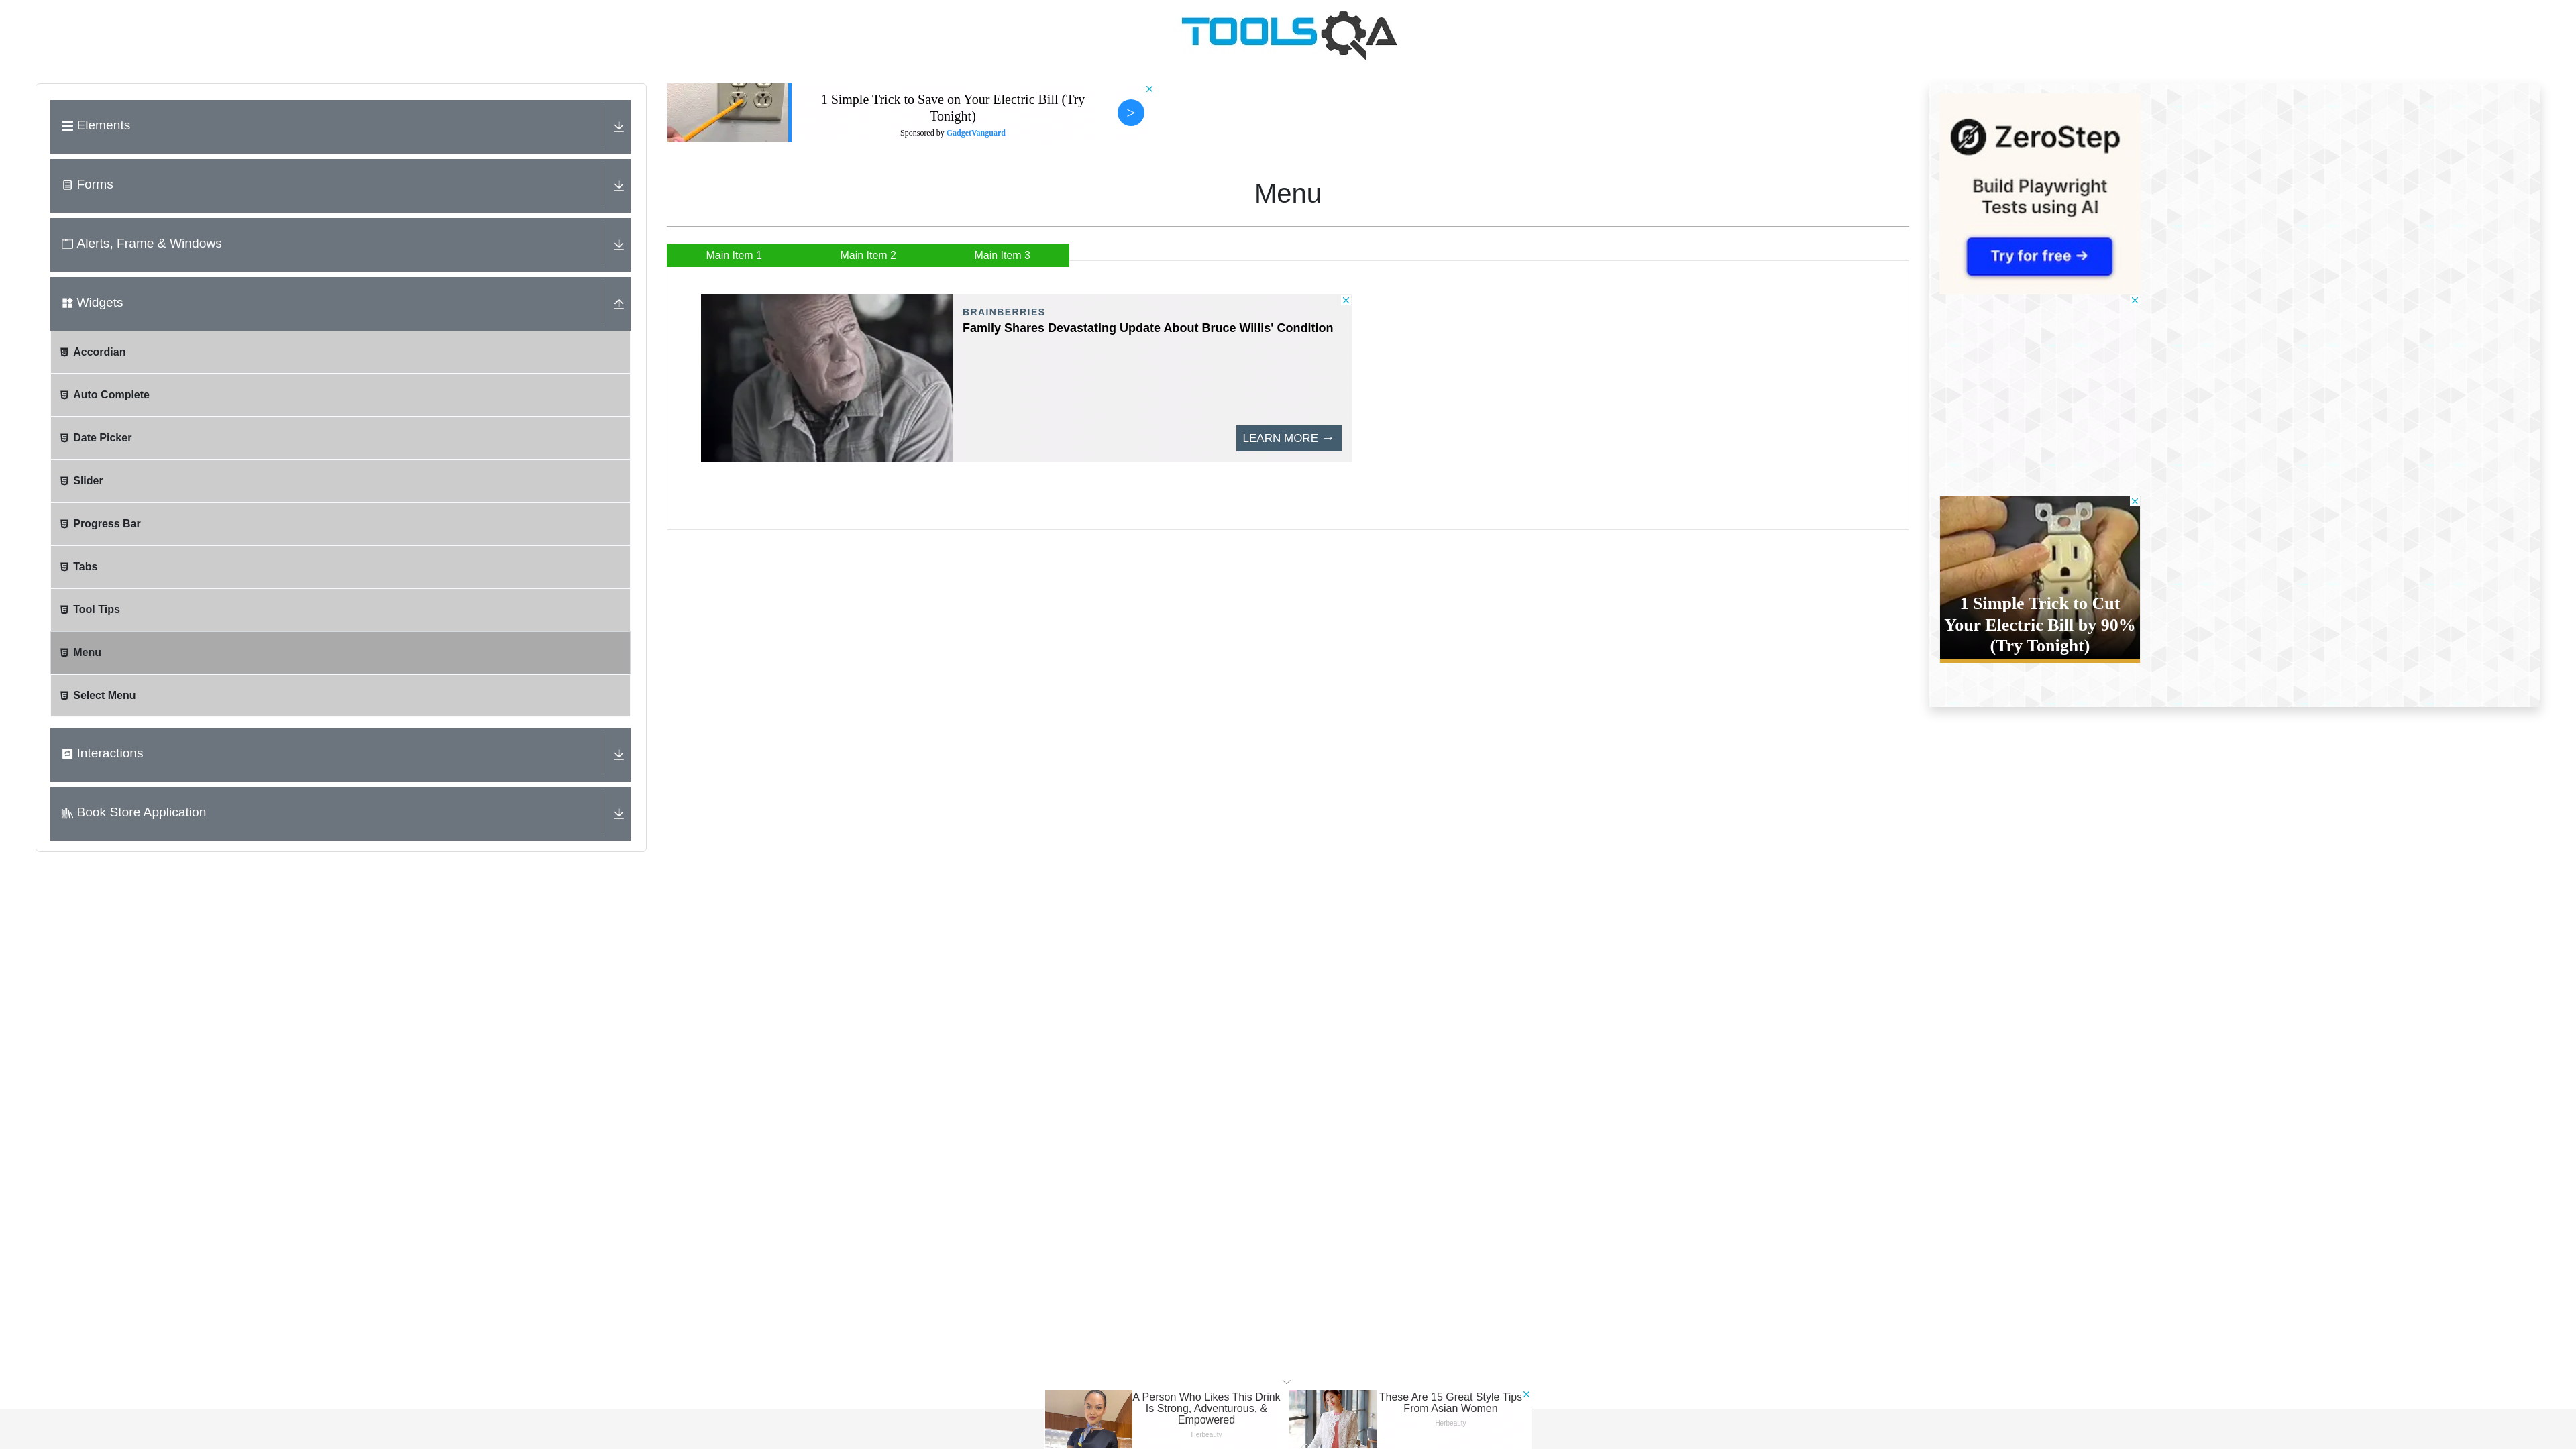 TOOLSQA
Elements
Forms
Alerts, Frame & Windows
Widgets
Accordian
Auto Complete
Date Picker
Slider
Progress Bar
Tabs
Tool Tips
Menu
Select Menu
Interactions
Book Store Application
1 Simple Trick to Save on Your Electric Bill (Try
Tonight)
Sponsored by GadgetVanguard
>
Menu
Main Item 1
Main Item 2
Main Item 3
BRAINBERRIES
Family Shares Devastating Update About Bruce Willis' Condition
LEARN MORE →
ZeroStep
Build Playwright
Tests using AI
Try for free →
1 Simple Trick to Cut
Your Electric Bill by 90%
(Try Tonight)
A Person Who Likes This Drink
Is Strong, Adventurous, &
Empowered
Herbeauty
These Are 15 Great Style Tips
From Asian Women
Herbeauty